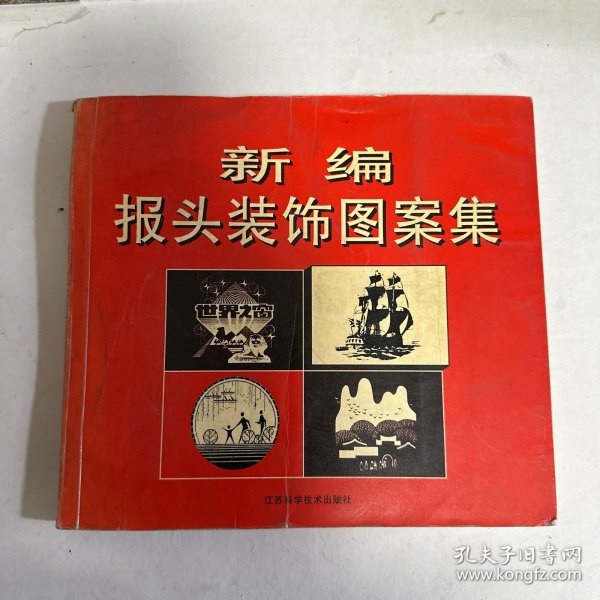 新编
报头装饰图案集
世界之窗
江苏科学技术出版社
孔夫子旧书网
www.kongfz.com